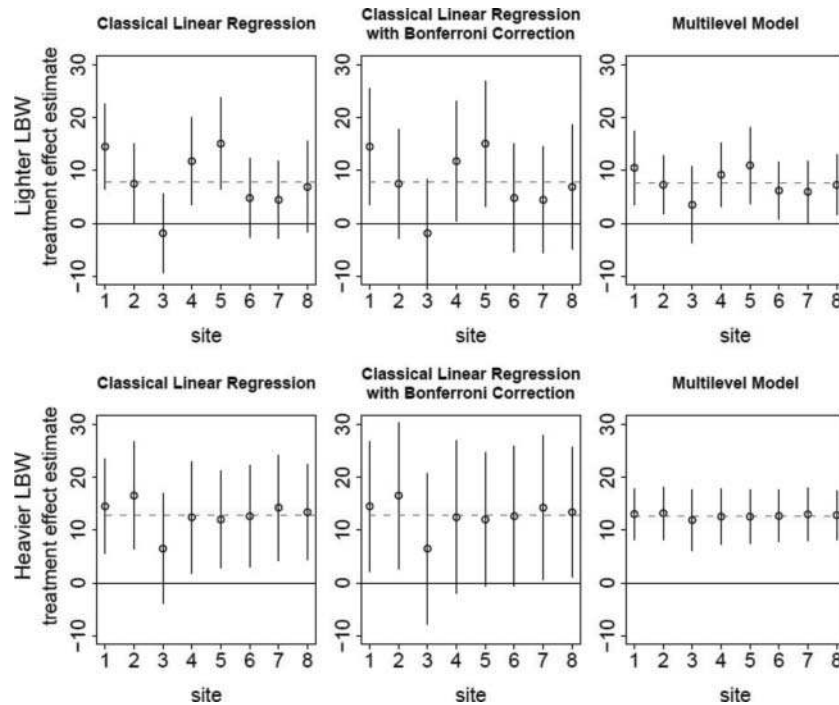 Classical Linear Regression
Classical Linear Regression
with Bonferroni Correction
Multilevel Model
Lighter LBW
treatment effect estimate
30
20
10
0
−10
1 2 3 4 5 6 7 8
site
30
20
10
0
−10
1 2 3 4 5 6 7 8
site
30
20
10
0
−10
1 2 3 4 5 6 7 8
site
Classical Linear Regression
Classical Linear Regression
with Bonferroni Correction
Multilevel Model
Heavier LBW
treatment effect estimate
30
20
10
0
−10
1 2 3 4 5 6 7 8
site
30
20
10
0
−10
1 2 3 4 5 6 7 8
site
30
20
10
0
−10
1 2 3 4 5 6 7 8
site